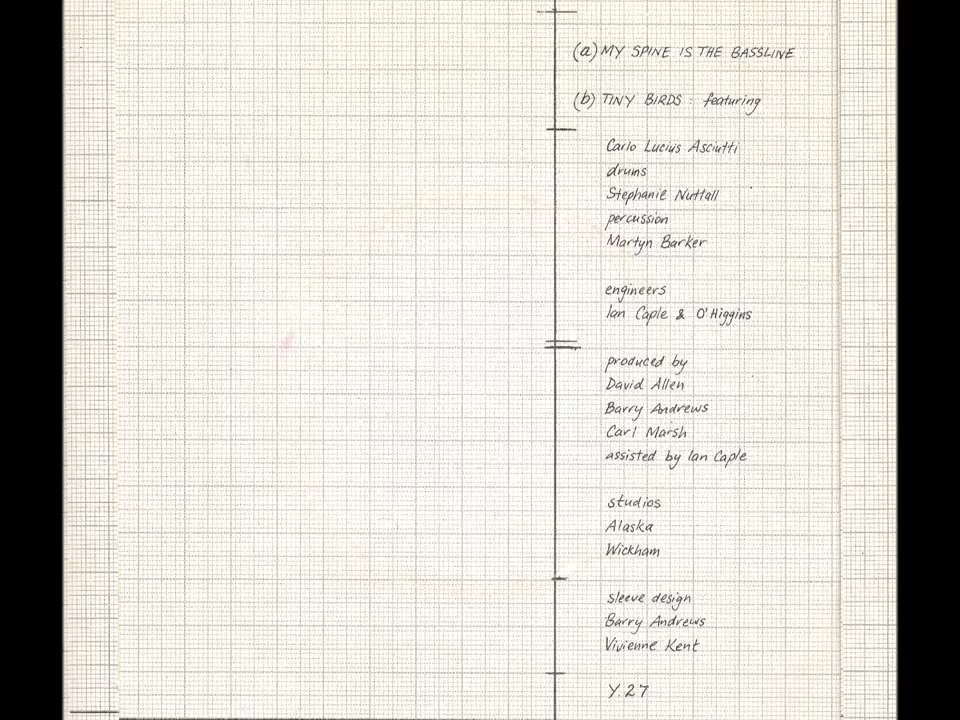 (a) MY SPINE IS THE BASSLINE
(b) TINY BIRDS : featuring
Carlo Lucius Asciutti
drums
Stephanie Nuttall
percussion
Martyn Barker
engineers
Ian Caple & O'Higgins
produced by
David Allen
Barry Andrews
Carl Marsh
assisted by Ian Caple
studios
Alaska
Wickham
sleeve design
Barry Andrews
Vivienne Kent
Y.27